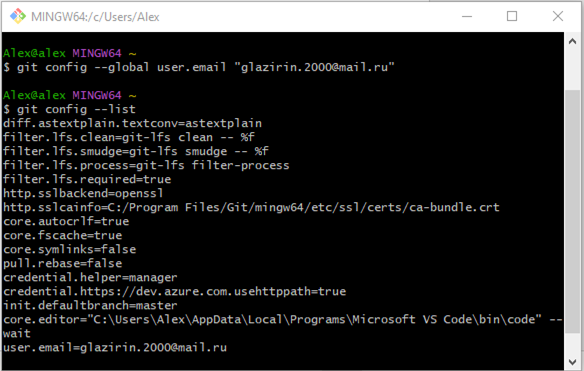 MINGW64:/c/Users/Alex
Alex@alex MINGW64 ~
$ git config --global user.email "glazirin.2000@mail.ru"
Alex@alex MINGW64 ~
$ git config --list
diff.astextplain.textconv=astextplain
filter.lfs.clean=git-lfs clean -- %f
filter.lfs.smudge=git-lfs smudge -- %f
filter.lfs.process=git-lfs filter-process
filter.lfs.required=true
http.sslbackend=openssl
http.sslcainfo=C:/Program Files/Git/mingw64/etc/ssl/certs/ca-bundle.crt
core.autocrlf=true
core.fscache=true
core.symlinks=false
pull.rebase=false
credential.helper=manager
credential.https://dev.azure.com.usehttppath=true
init.defaultbranch=master
core.editor="C:\Users\Alex\AppData\Local\Programs\Microsoft VS Code\bin\code" --
wait
user.email=glazirin.2000@mail.ru